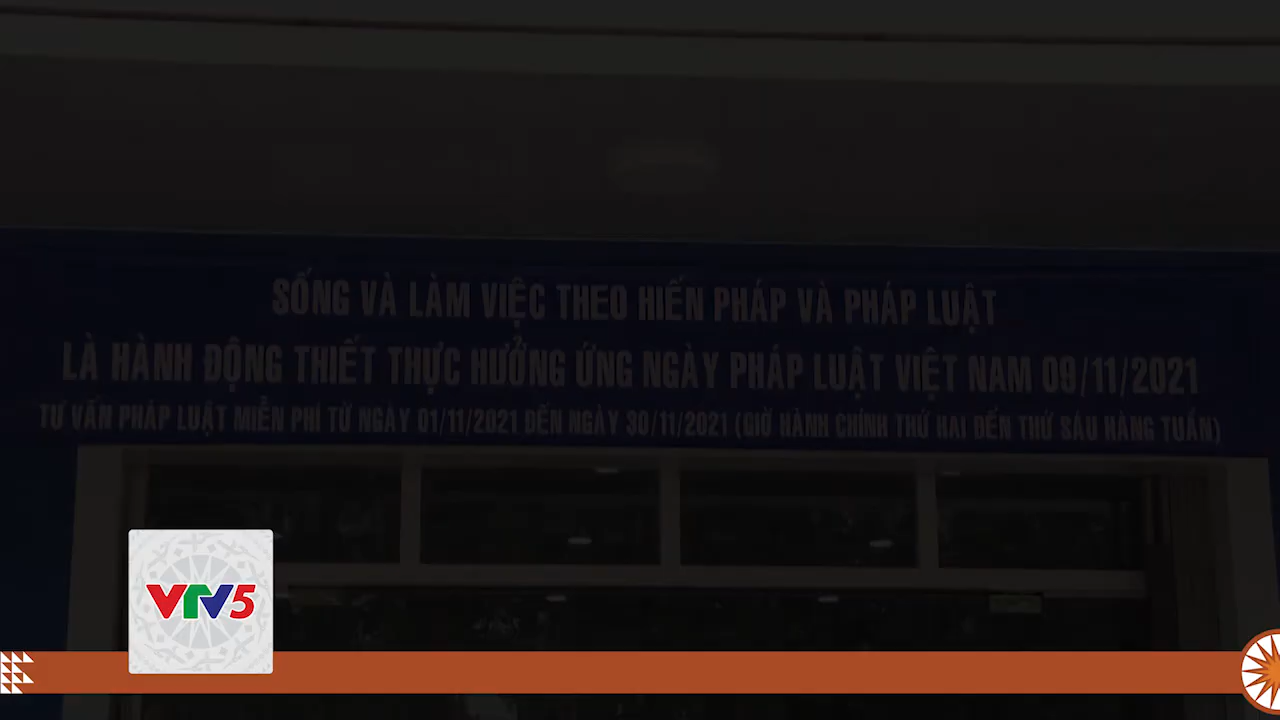 SỐNG VÀ LÀM VIỆC THEO HIẾN PHÁP VÀ PHÁP LUẬT
LÀ HÀNH ĐỘNG THIẾT THỰC HƯỞNG ỨNG NGÀY PHÁP LUẬT VIỆT NAM 09/11/2021
TƯ VẤN PHÁP LUẬT MIỄN PHÍ TỪ NGÀY 01/11/2021 ĐẾN NGÀY 30/11/2021 (GIỜ HÀNH CHÍNH THỨ HAI ĐẾN THỨ SÁU HÀNG TUẦN)
VTV5